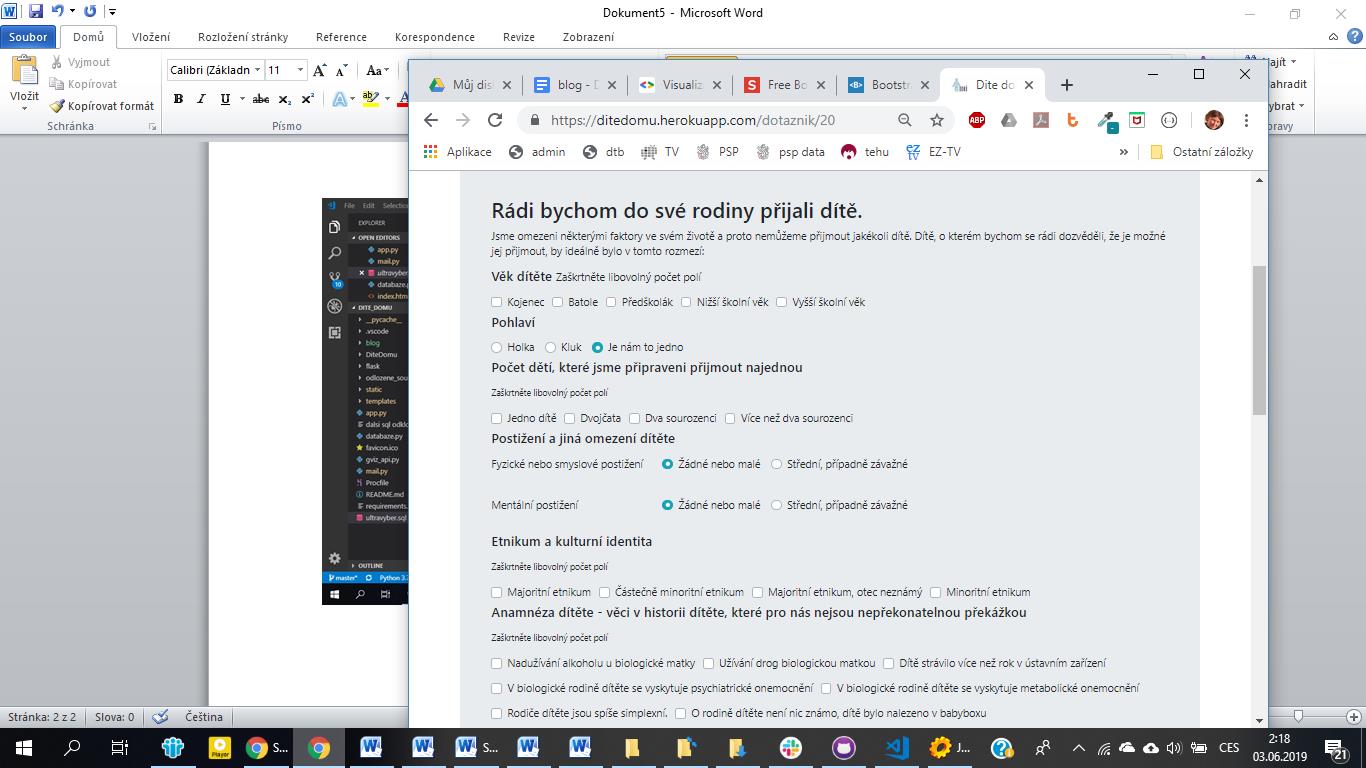 Dokument5 - Microsoft Word
Soubor Domů Vložení Rozložení stránky Reference Korespondence Revize Zobrazení
Vložit
Vyjmout
Kopírovat
Kopírovat formát
Schránka
Calibri (Základn 11
Písmo
Můj dis
blog - D
Visualiz
Free Bo
Bootstr
Dite do
https://ditedomu.herokuapp.com/dotaznik/20
Aplikace admin dtb TV PSP psp data tehu EZ-TV » Ostatní záložky
Rádi bychom do své rodiny přijali dítě.
Jsme omezeni některými faktory ve svém životě a proto nemůžeme přijmout jakékoli dítě. Dítě, o kterém bychom se rádi dozvěděli, že je možné
jej přijmout, by ideálně bylo v tomto rozmezí:
Věk dítěte Zaškrtněte libovolný počet polí
Kojenec Batole Předškolák Nižší školní věk Vyšší školní věk
Pohlaví
Holka Kluk Je nám to jedno
Počet dětí, které jsme připraveni přijmout najednou
Zaškrtněte libovolný počet polí
Jedno dítě Dvojčata Dva sourozenci Více než dva sourozenci
Postižení a jiná omezení dítěte
Fyzické nebo smyslové postižení Žádné nebo malé Střední, případně závažné
Mentální postižení Žádné nebo malé Střední, případně závažné
Etnikum a kulturní identita
Zaškrtněte libovolný počet polí
Majoritní etnikum Částečně minoritní etnikum Majoritní etnikum, otec neznámý Minoritní etnikum
Anamnéza dítěte - věci v historii dítěte, které pro nás nejsou nepřekonatelnou překážkou
Zaškrtněte libovolný počet polí
Nadužívání alkoholu u biologické matky Užívání drog biologickou matkou Dítě strávilo více než rok v ústavním zařízení
V biologické rodině dítěte se vyskytuje psychiatrické onemocnění V biologické rodině dítěte se vyskytuje metabolické onemocnění
Rodiče dítěte jsou spíše simplexní. O rodině dítěte není nic známo, dítě bylo nalezeno v babyboxu
File Edit Selection
EXPLORER
OPEN EDITORS
app.py
mail.py
ultravyber
databaze.p
index.htm
DITE_DOMU
__pycache__
.vscode
blog
DiteDomu
flask
odlozene_sou
static
templates
app.py
dalsi sql odklo
databaze.py
favicon.ico
gviz_api.py
mail.py
Procfile
README.md
requirements.
ultravyber.sql
OUTLINE
master* Python 3.7
Stránka: 2 z 2 Slova: 0 Čeština
CES
2:18
03.06.2019
21